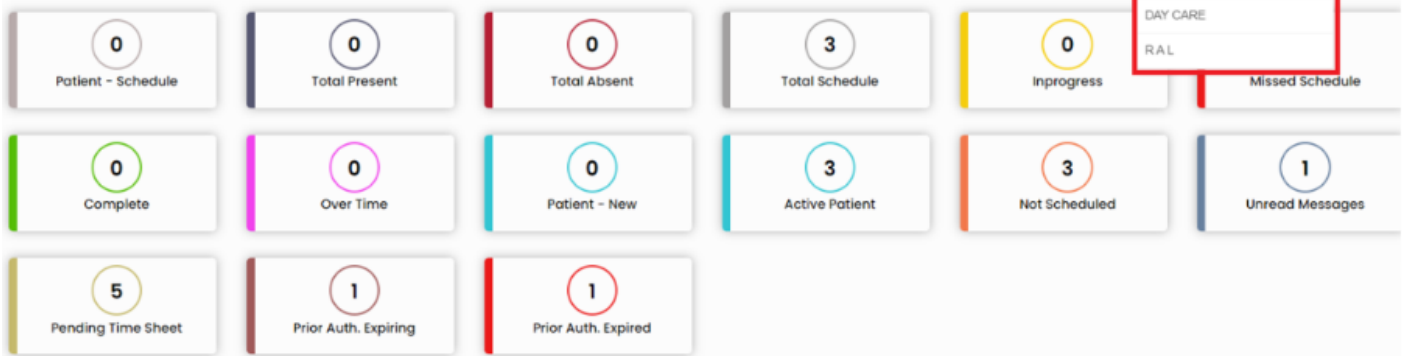 DAY CARE
R A L
0
Patient - Schedule
0
Total Present
0
Total Absent
3
Total Schedule
0
Inprogress
Missed Schedule
0
Complete
0
Over Time
0
Patient - New
3
Active Patient
3
Not Scheduled
1
Unread Messages
5
Pending Time Sheet
1
Prior Auth. Expiring
1
Prior Auth. Expired